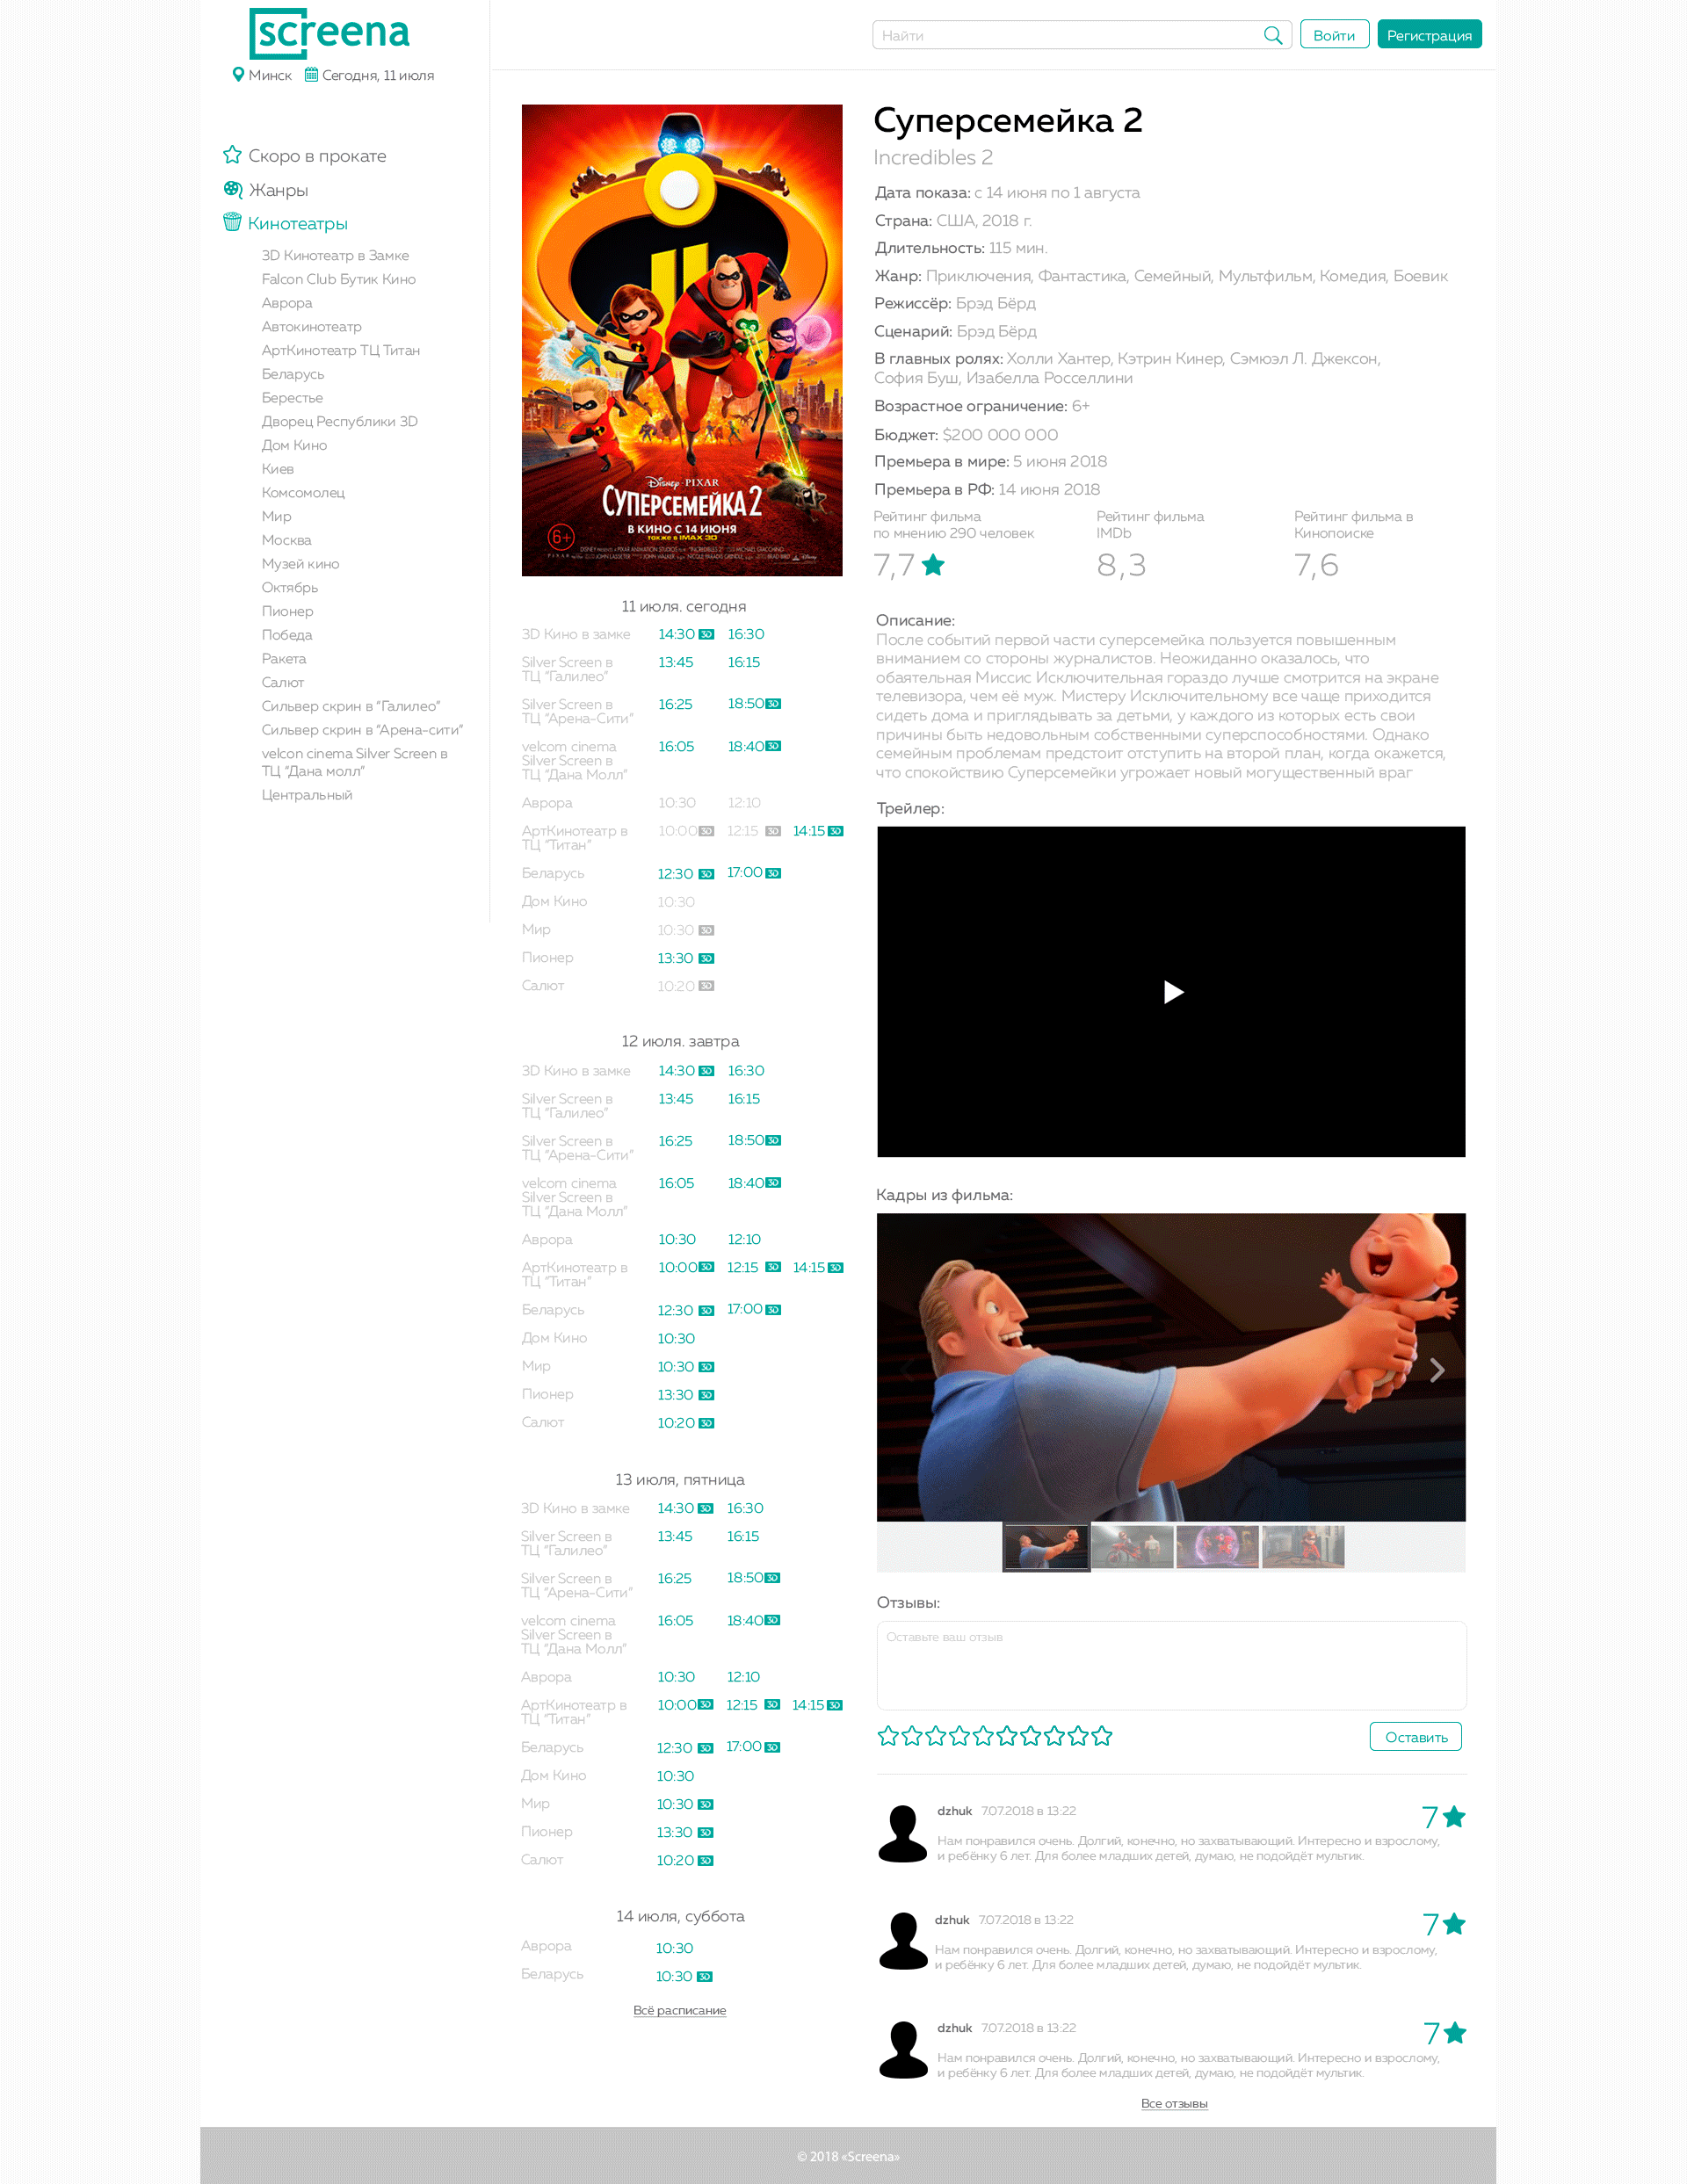 screena
Минск Сегодня, 11 июля
Найти
Войти
Регистрация
Скоро в прокате
Жанры
Кинотеатры
3D Кинотеатр в Замке
Falcon Club Бутик Кино
Аврора
Автокинотеатр
АртКинотеатр ТЦ Титан
Беларусь
Берестье
Дворец Республики 3D
Дом Кино
Киев
Комсомолец
Мир
Москва
Музей кино
Октябрь
Пионер
Победа
Ракета
Салют
Сильвер скрин в “Галилео”
Сильвер скрин в “Арена-сити”
velcon cinema Silver Screen в
ТЦ “Дана молл”
Центральный
DISNEY · PIXAR
СУПЕРСЕМЕЙКА 2
В КИНО С 14 ИЮНЯ
также в IMAX 3D
6+
11 июля. сегодня
3D Кино в замке 14:30 3D 16:30
Silver Screen в 13:45 16:15
ТЦ “Галилео”
Silver Screen в 16:25 18:50 3D
ТЦ “Арена-Сити”
velcom cinema 16:05 18:40 3D
Silver Screen в
ТЦ “Дана Молл”
Аврора 10:30 12:10
АртКинотеатр в 10:00 3D 12:15 3D 14:15 3D
ТЦ “Титан”
Беларусь 12:30 3D 17:00 3D
Дом Кино 10:30
Мир 10:30 3D
Пионер 13:30 3D
Салют 10:20 3D
12 июля. завтра
3D Кино в замке 14:30 3D 16:30
Silver Screen в 13:45 16:15
ТЦ “Галилео”
Silver Screen в 16:25 18:50 3D
ТЦ “Арена-Сити”
velcom cinema 16:05 18:40 3D
Silver Screen в
ТЦ “Дана Молл”
Аврора 10:30 12:10
АртКинотеатр в 10:00 3D 12:15 3D 14:15 3D
ТЦ “Титан”
Беларусь 12:30 3D 17:00 3D
Дом Кино 10:30
Мир 10:30 3D
Пионер 13:30 3D
Салют 10:20 3D
13 июля, пятница
3D Кино в замке 14:30 3D 16:30
Silver Screen в 13:45 16:15
ТЦ “Галилео”
Silver Screen в 16:25 18:50 3D
ТЦ “Арена-Сити”
velcom cinema 16:05 18:40 3D
Silver Screen в
ТЦ “Дана Молл”
Аврора 10:30 12:10
АртКинотеатр в 10:00 3D 12:15 3D 14:15 3D
ТЦ “Титан”
Беларусь 12:30 3D 17:00 3D
Дом Кино 10:30
Мир 10:30 3D
Пионер 13:30 3D
Салют 10:20 3D
14 июля, суббота
Аврора 10:30
Беларусь 10:30 3D
Всё расписание
Суперсемейка 2
Incredibles 2
Дата показа: с 14 июня по 1 августа
Страна: США, 2018 г.
Длительность: 115 мин.
Жанр: Приключения, Фантастика, Семейный, Мультфильм, Комедия, Боевик
Режиссёр: Брэд Бёрд
Сценарий: Брэд Бёрд
В главных ролях: Холли Хантер, Кэтрин Кинер, Сэмюэл Л. Джексон,
София Буш, Изабелла Росселлини
Возрастное ограничение: 6+
Бюджет: $200 000 000
Премьера в мире: 5 июня 2018
Премьера в РФ: 14 июня 2018
Рейтинг фильма
по мнению 290 человек
7,7
Рейтинг фильма
IMDb
8,3
Рейтинг фильма в
Кинопоиске
7,6
Описание:
После событий первой части суперсемейка пользуется повышенным
вниманием со стороны журналистов. Неожиданно оказалось, что
обаятельная Миссис Исключительная гораздо лучше смотрится на экране
телевизора, чем её муж. Мистеру Исключительному все чаще приходится
сидеть дома и приглядывать за детьми, у каждого из которых есть свои
причины быть недовольным собственными суперспособностями. Однако
семейным проблемам предстоит отступить на второй план, когда окажется,
что спокойствию Суперсемейки угрожает новый могущественный враг
Трейлер:
Кадры из фильма:
Отзывы:
Оставьте ваш отзыв
Оставить
dzhuk 7.07.2018 в 13:22 7
Нам понравился очень. Долгий, конечно, но захватывающий. Интересно и взрослому,
и ребёнку 6 лет. Для более младших детей, думаю, не подойдёт мультик.
dzhuk 7.07.2018 в 13:22 7
Нам понравился очень. Долгий, конечно, но захватывающий. Интересно и взрослому,
и ребёнку 6 лет. Для более младших детей, думаю, не подойдёт мультик.
dzhuk 7.07.2018 в 13:22 7
Нам понравился очень. Долгий, конечно, но захватывающий. Интересно и взрослому,
и ребёнку 6 лет. Для более младших детей, думаю, не подойдёт мультик.
Все отзывы
© 2018 «Screena»